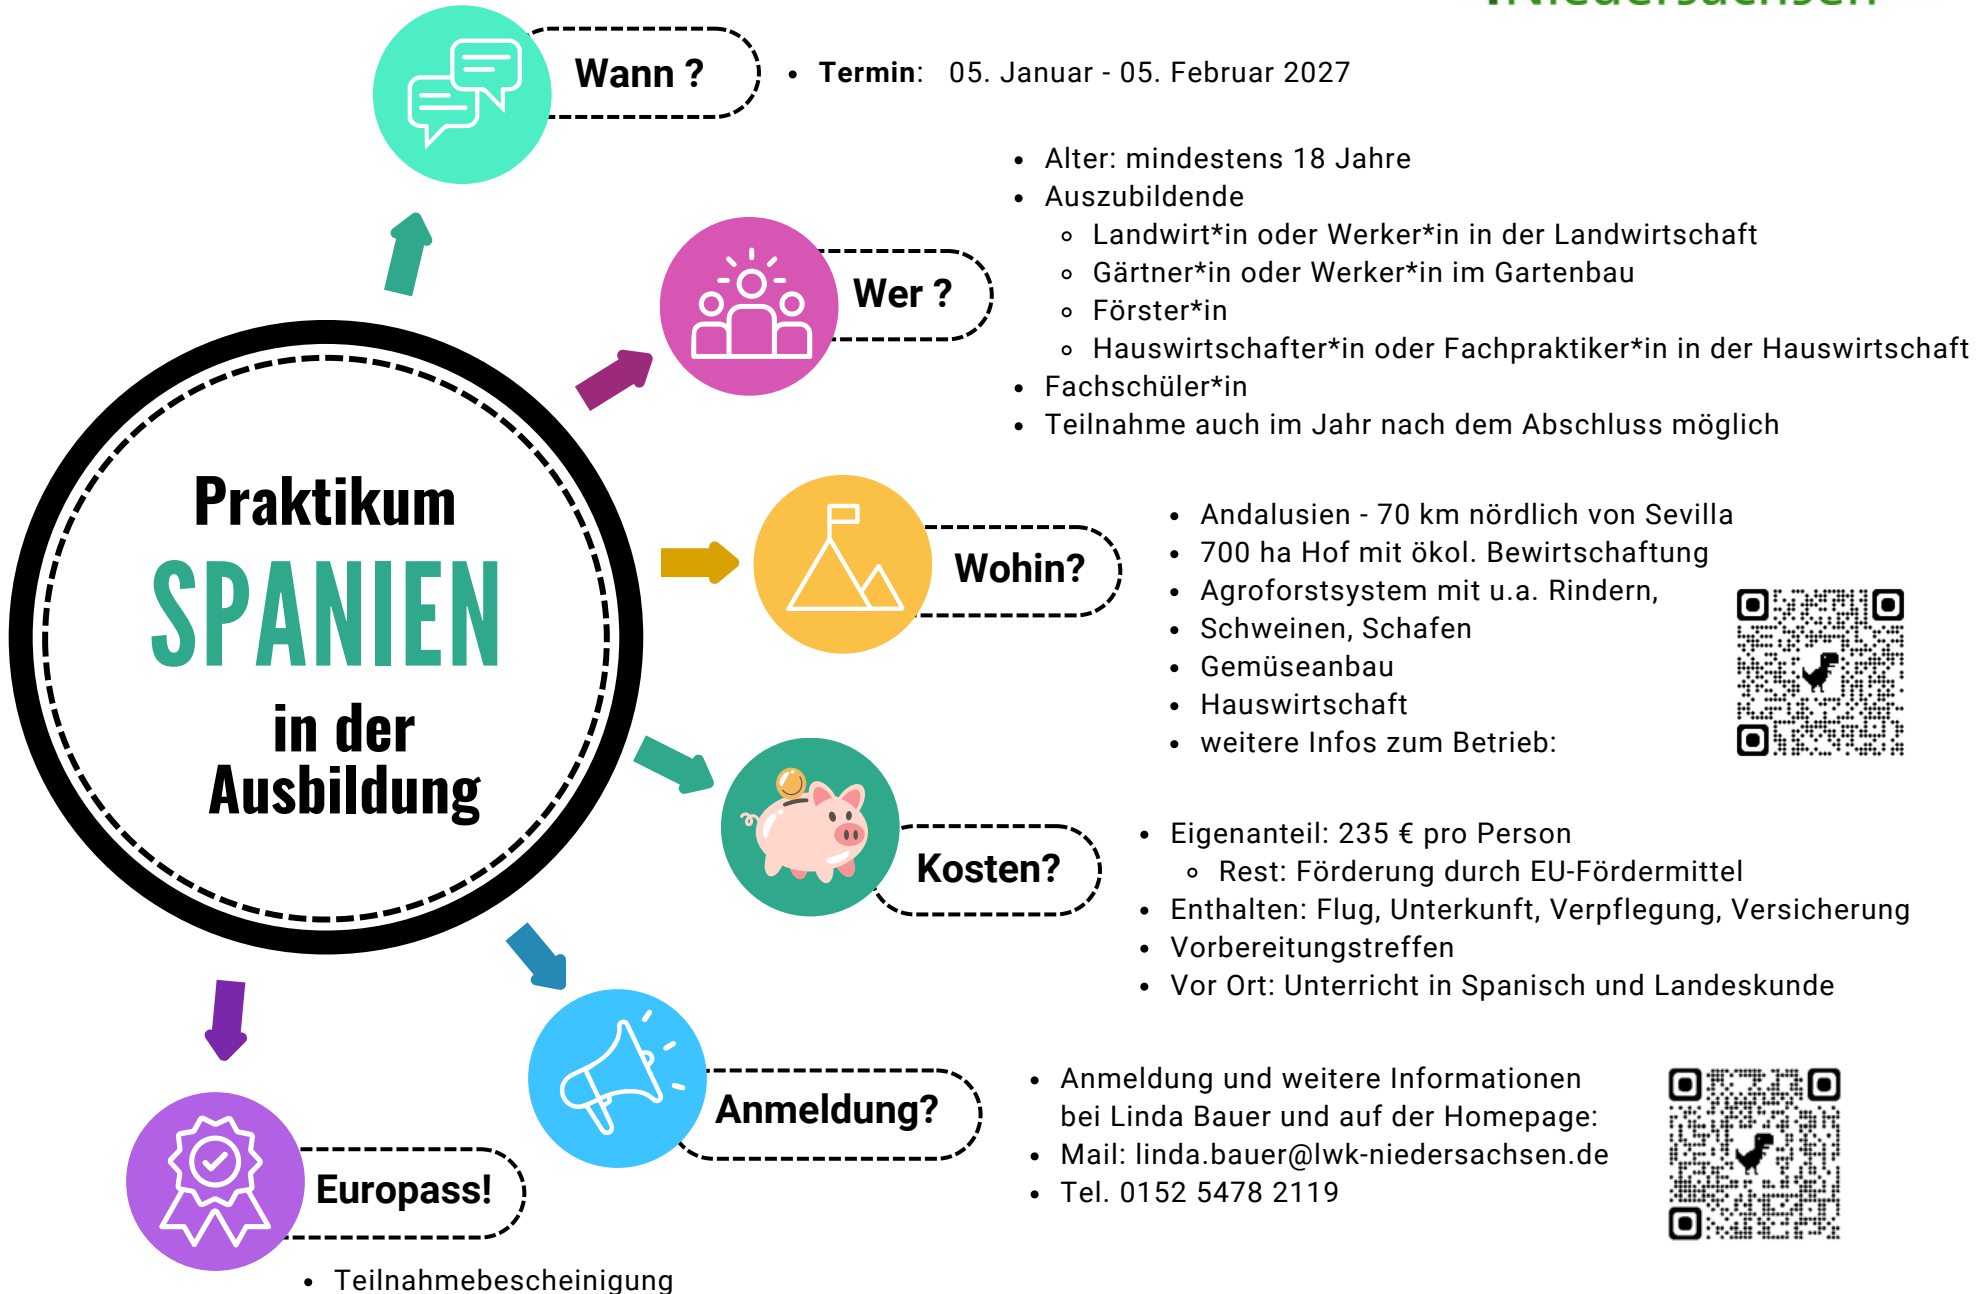 Niedersachsen
Wann ?
Termin: 05. Januar - 05. Februar 2027
Wer ?
Alter: mindestens 18 Jahre
Auszubildende
Landwirt*in oder Werker*in in der Landwirtschaft
Gärtner*in oder Werker*in im Gartenbau
Förster*in
Hauswirtschafter*in oder Fachpraktiker*in in der Hauswirtschaft
Fachschüler*in
Teilnahme auch im Jahr nach dem Abschluss möglich
Praktikum
SPANIEN
in der
Ausbildung
Wohin?
Andalusien - 70 km nördlich von Sevilla
700 ha Hof mit ökol. Bewirtschaftung
Agroforstsystem mit u.a. Rindern,
Schweinen, Schafen
Gemüseanbau
Hauswirtschaft
weitere Infos zum Betrieb:
Kosten?
Eigenanteil: 235 € pro Person
Rest: Förderung durch EU-Fördermittel
Enthalten: Flug, Unterkunft, Verpflegung, Versicherung
Vorbereitungstreffen
Vor Ort: Unterricht in Spanisch und Landeskunde
Anmeldung?
Anmeldung und weitere Informationen
bei Linda Bauer und auf der Homepage:
Mail: linda.bauer@lwk-niedersachsen.de
Tel. 0152 5478 2119
Europass!
Teilnahmebescheinigung